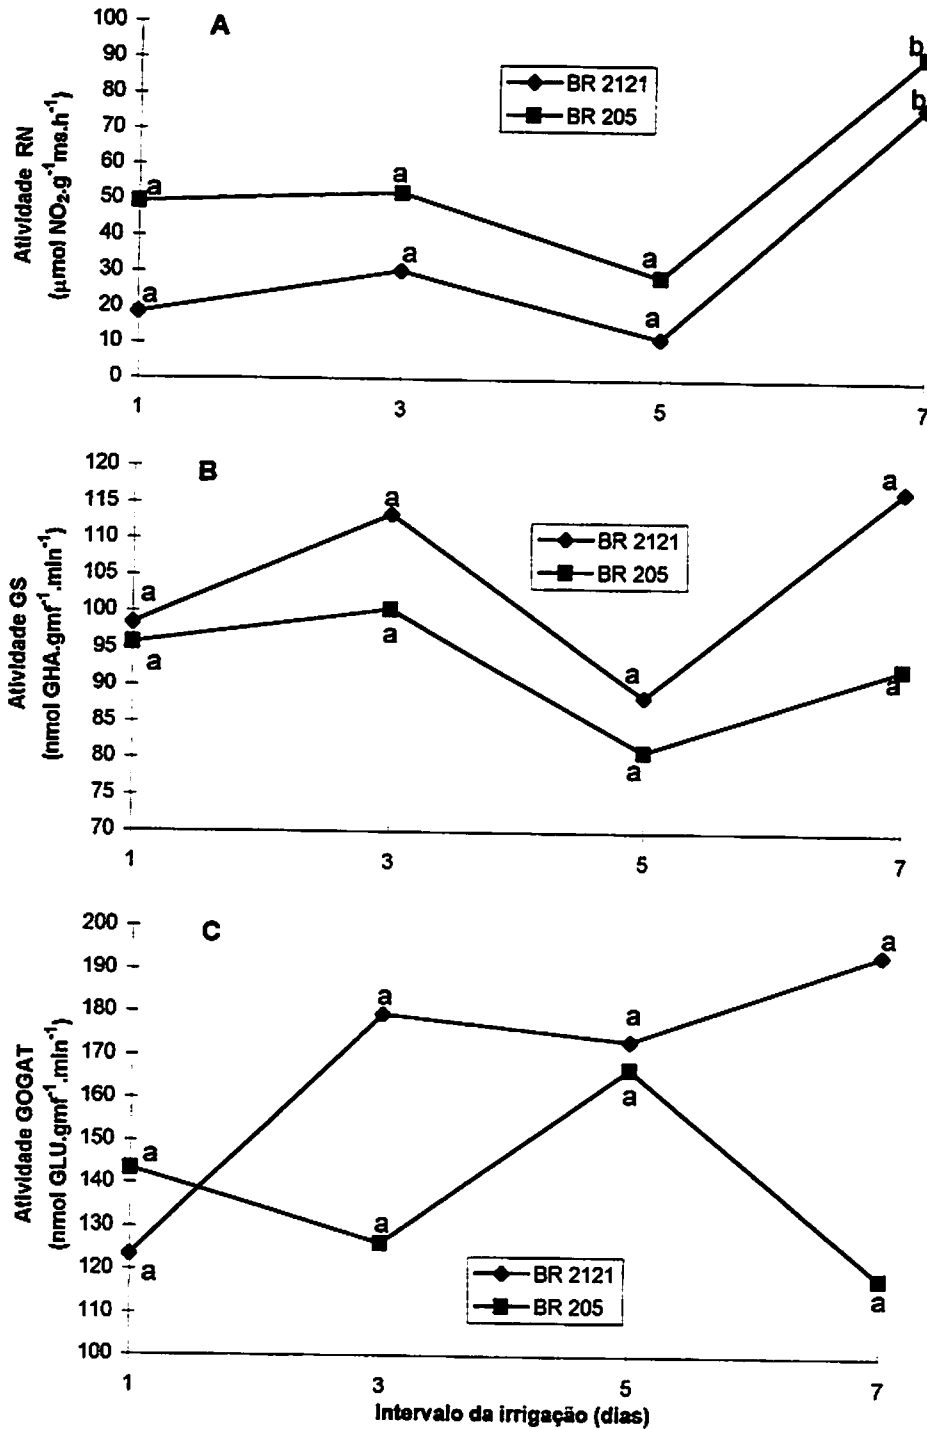 A
100
90
80
70
60
50
40
30
20
10
0
Atividade RN
(µmol NO₂.g⁻¹ms.h⁻¹)
BR 2121
BR 205
a
a
a
b
a
a
a
b
1 3 5 7
B
120
115
110
105
100
95
90
85
80
75
70
Atividade GS
(nmol GHA.gmf⁻¹.min⁻¹)
BR 2121
BR 205
a
a
a
a
a
a
a
a
1 3 5 7
C
200
190
180
170
160
150
140
130
120
110
100
Atividade GOGAT
(nmol GLU.gmf⁻¹.min⁻¹)
a
a
a
a
a
a
a
a
BR 2121
BR 205
1 3 5 7
Intervalo da irrigação (dias)